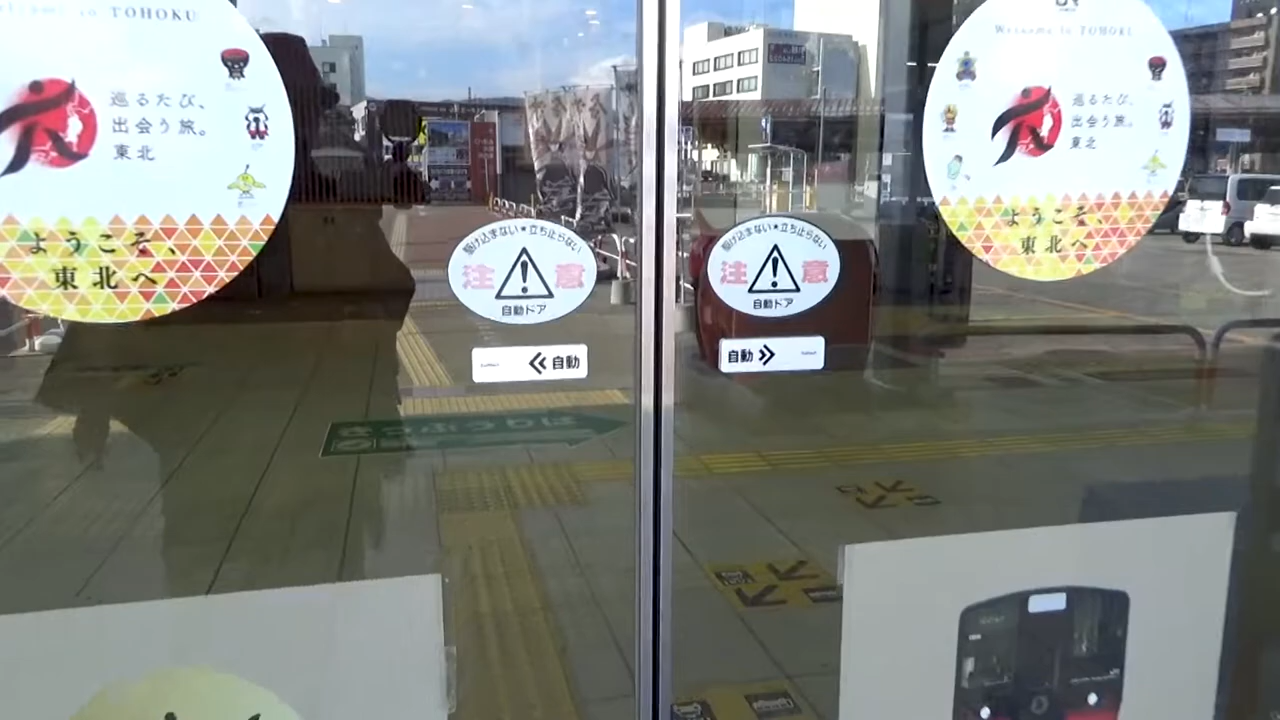 Welcome to TOHOKU
巡るたび、
出会う旅。
東北
ようこそ、
東北へ
駆け込まない★立ち止らない
注意
自動ドア
自動
Welcome to TOHOKU
巡るたび、
出会う旅。
東北
ようこそ、
東北へ
駆け込まない★立ち止らない
注意
自動ドア
自動